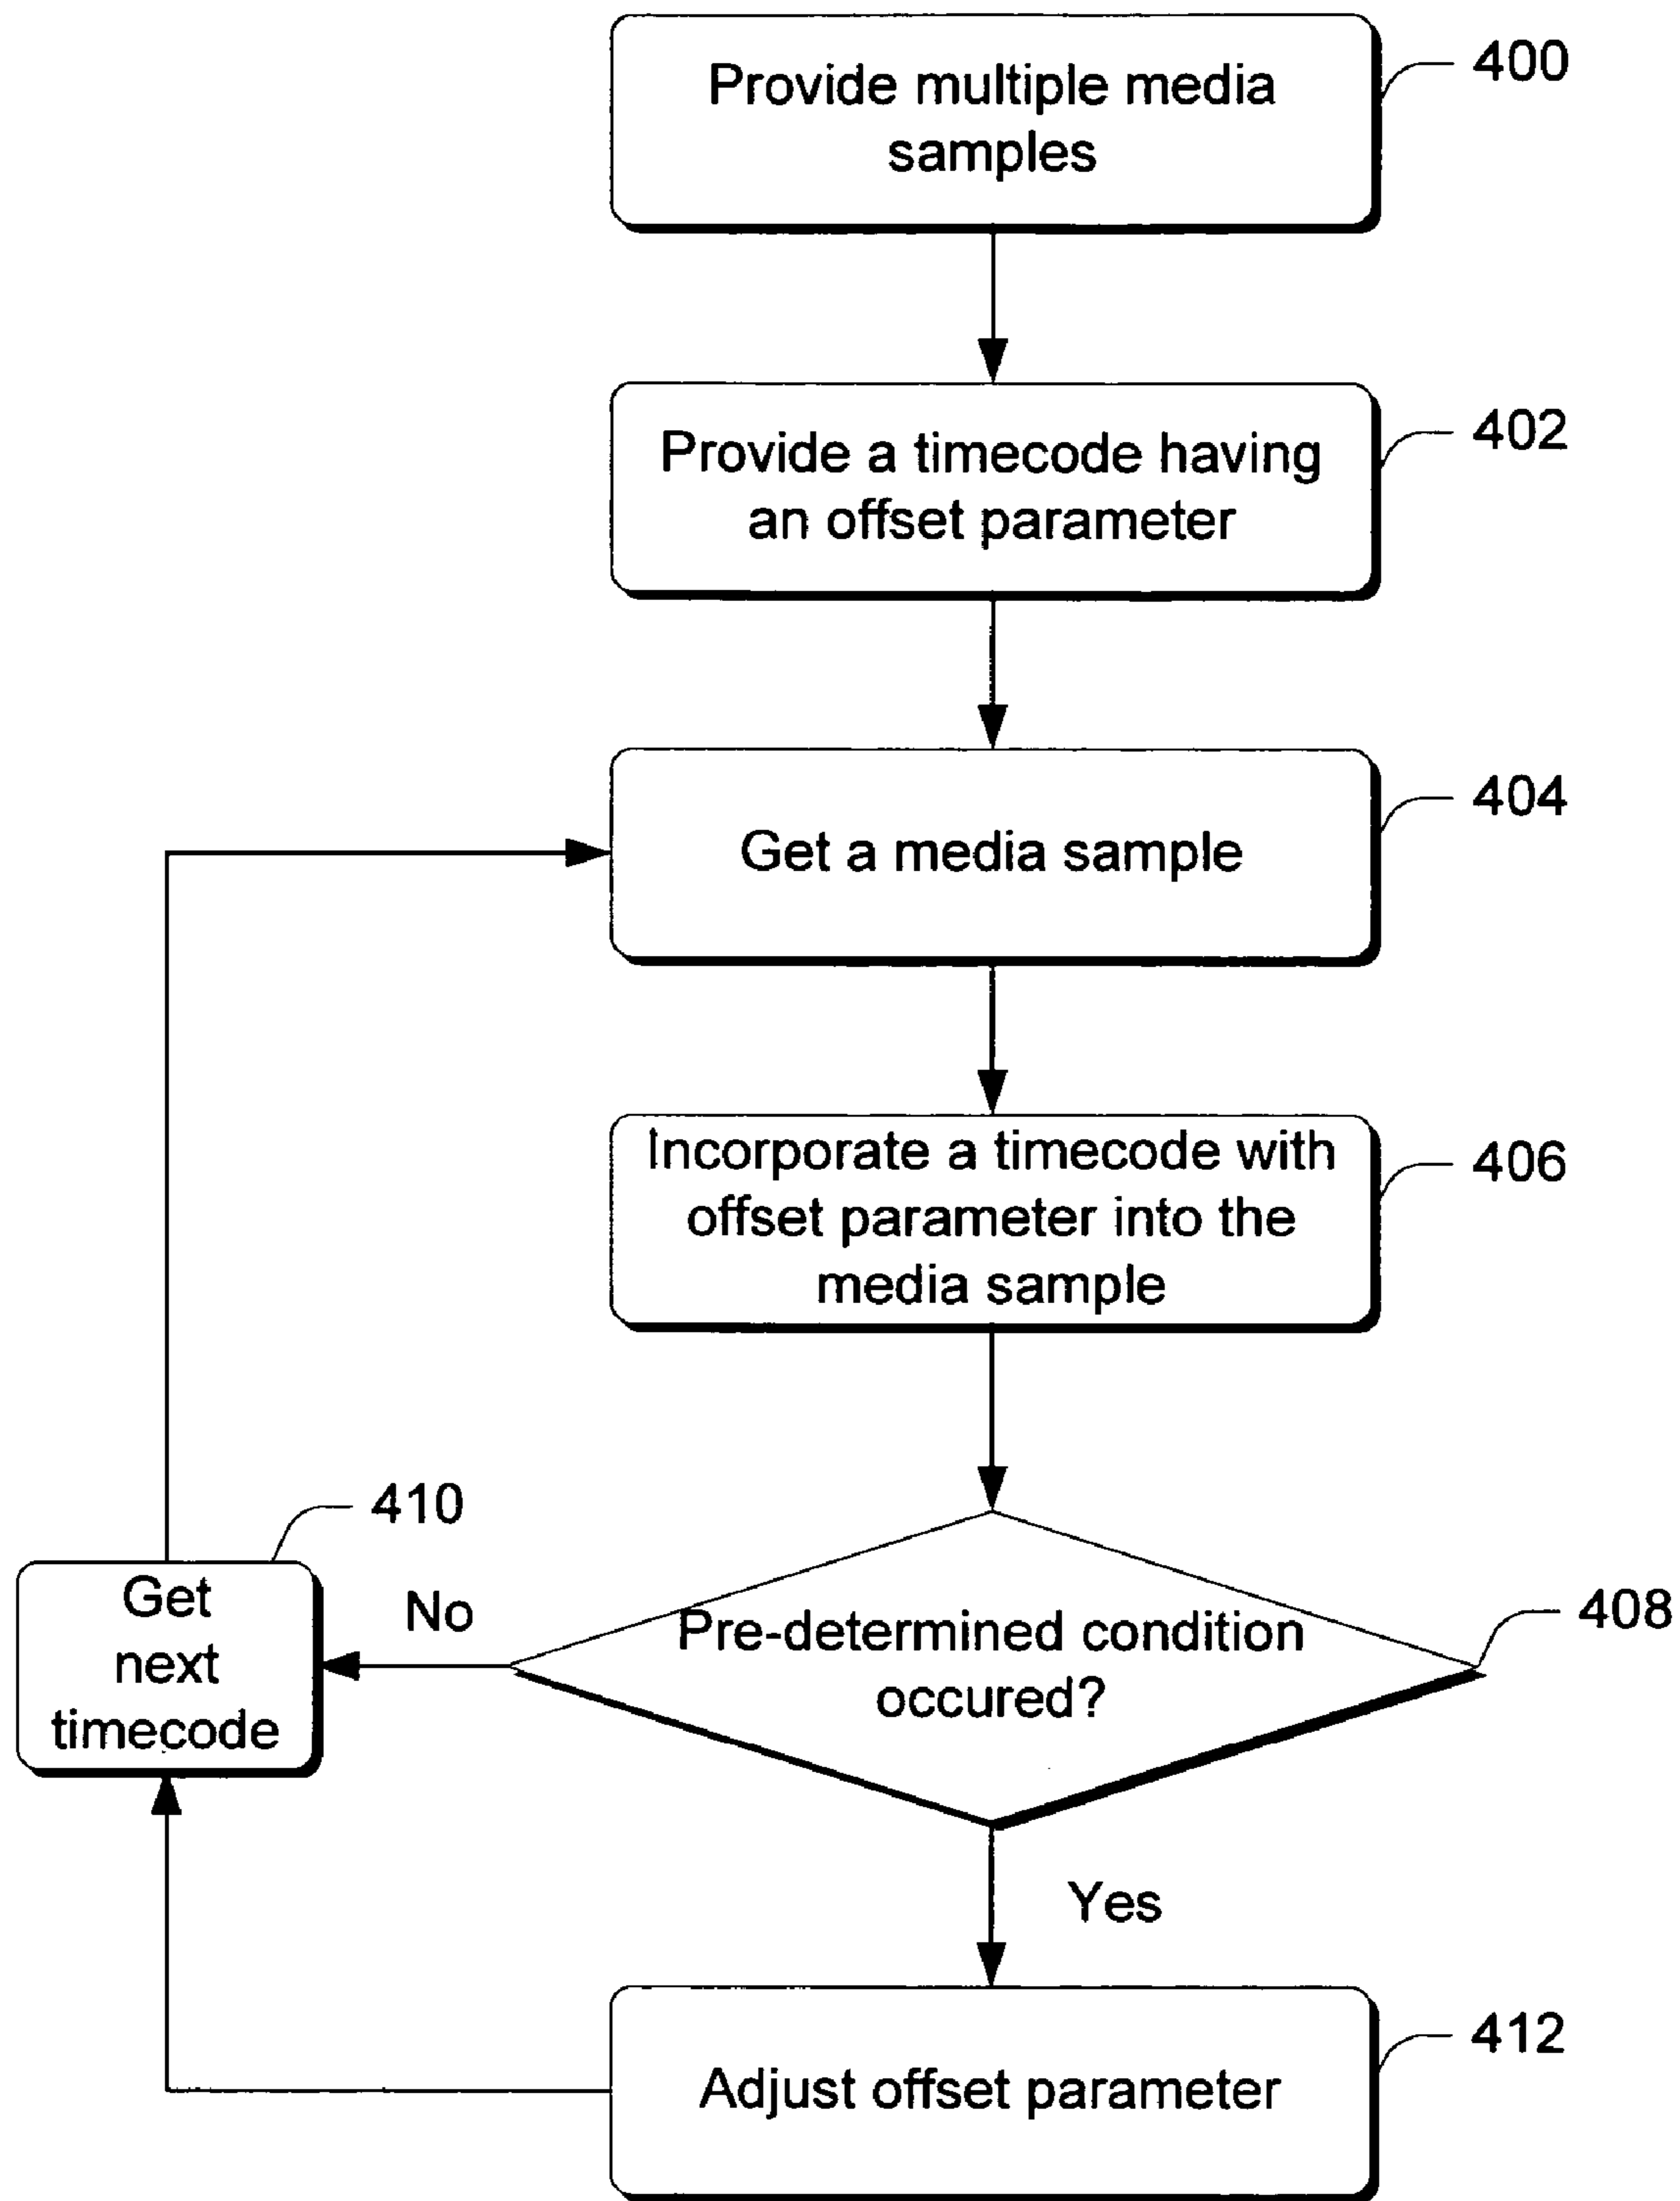 Provide multiple media
samples
400
Provide a timecode having
an offset parameter
402
Get a media sample
404
Incorporate a timecode with
offset parameter into the
media sample
406
Pre-determined condition
occured?
408
No
Get
next
timecode
410
Yes
Adjust offset parameter
412